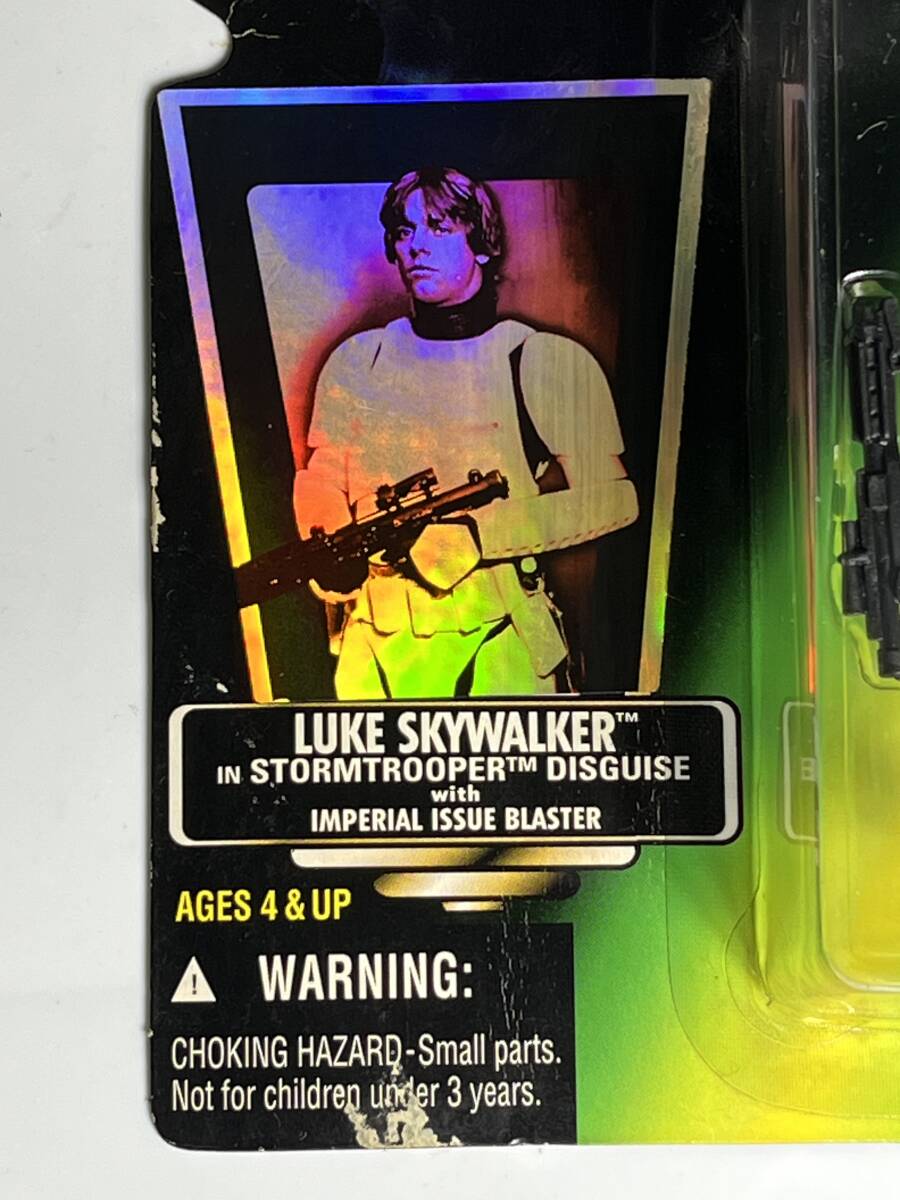 LUKE SKYWALKER™
IN STORMTROOPER™ DISGUISE
with
IMPERIAL ISSUE BLASTER
AGES 4 & UP
! WARNING:
CHOKING HAZARD-Small parts.
Not for children under 3 years.